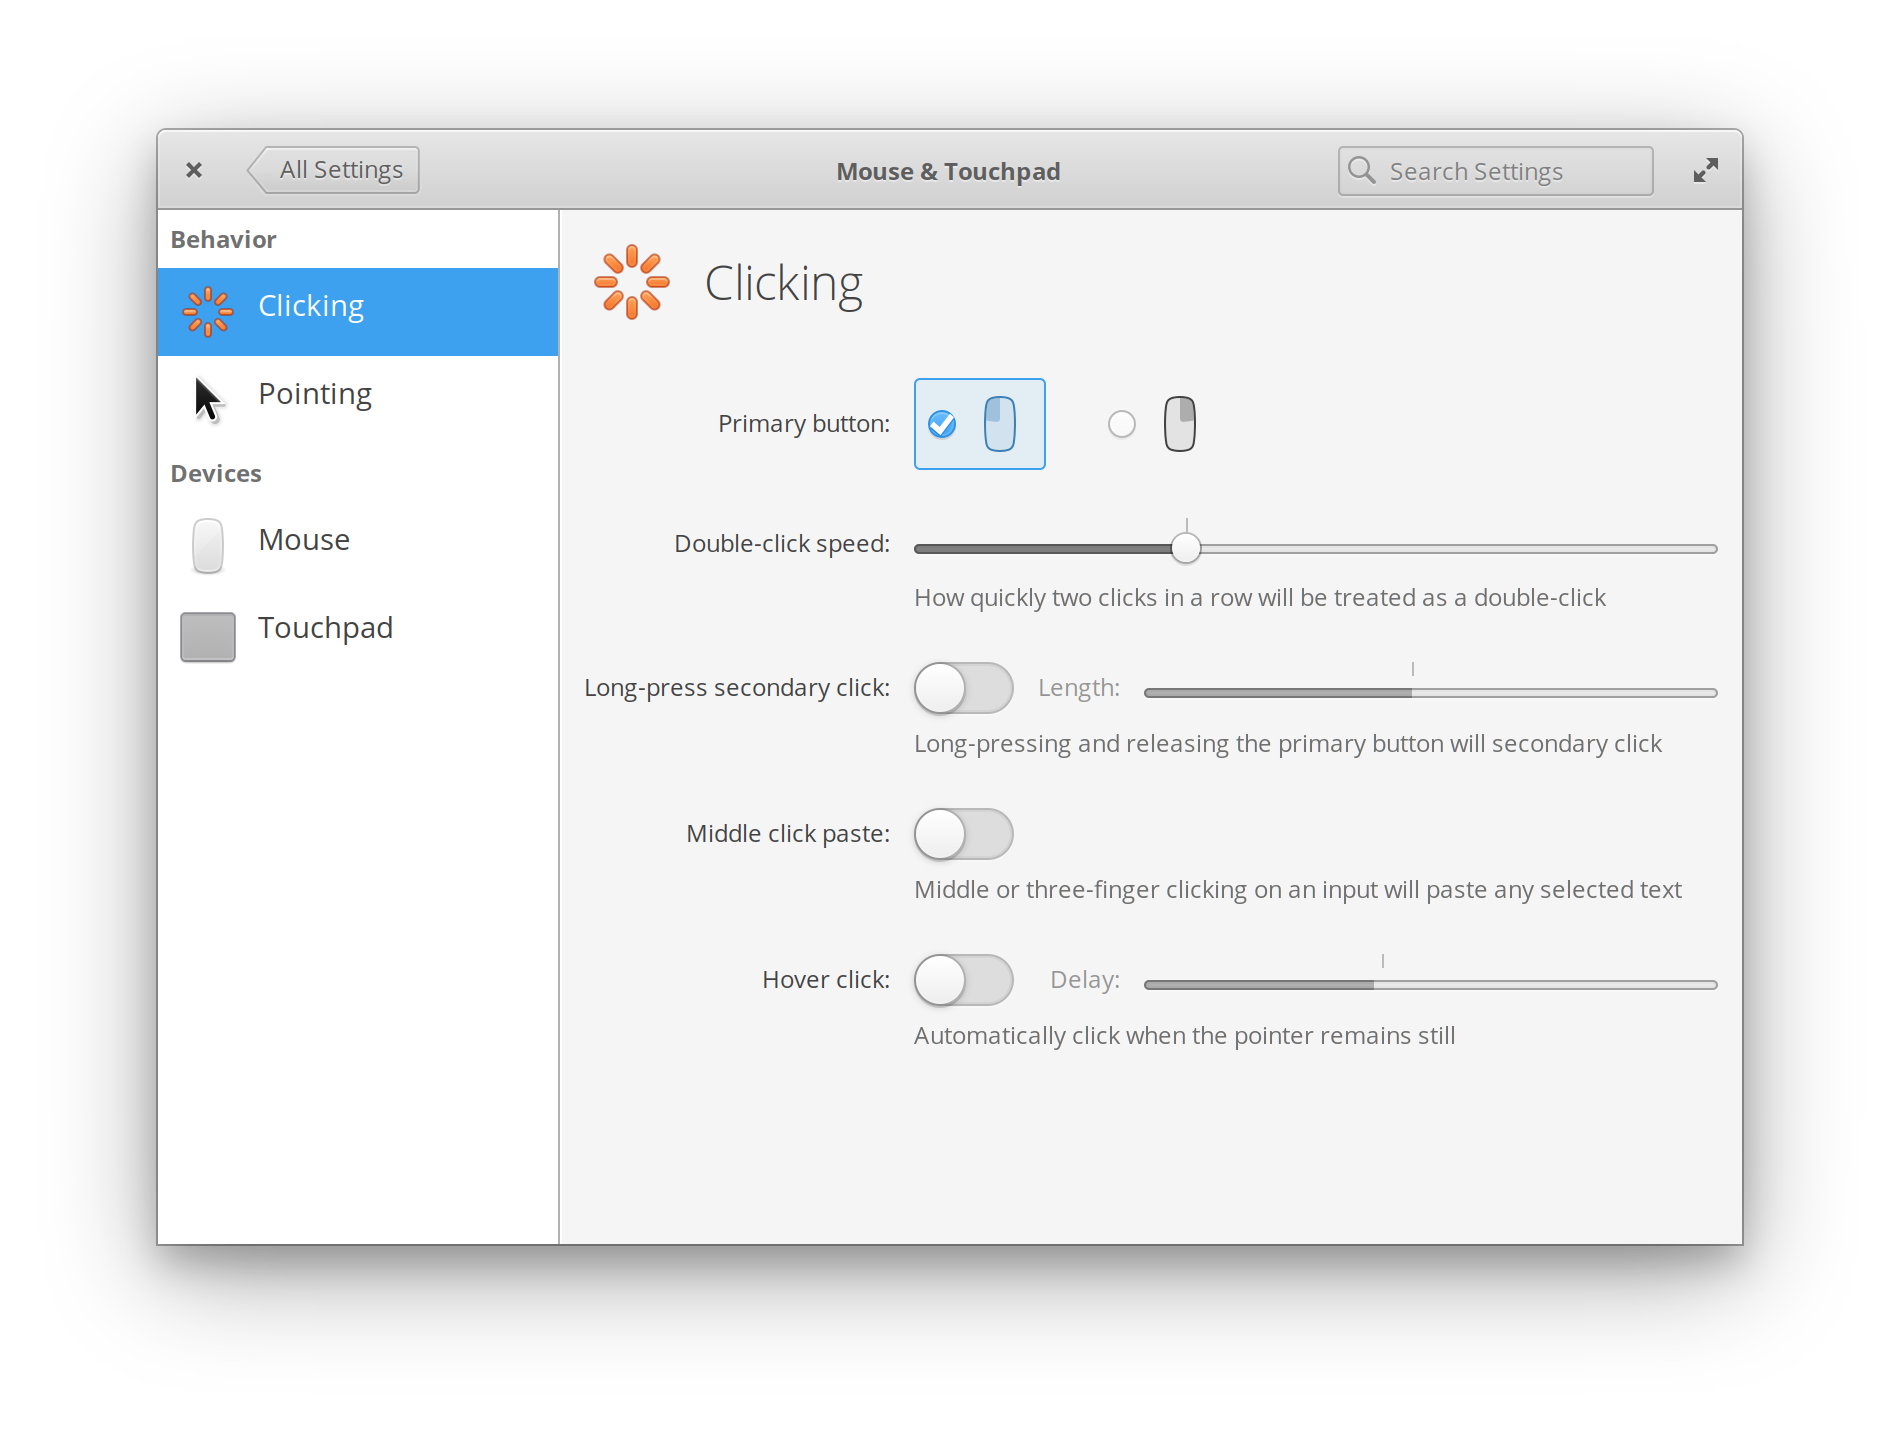 All Settings
Mouse & Touchpad
Search Settings
Behavior
Clicking
Pointing
Devices
Mouse
Touchpad
Clicking
Primary button:
Double-click speed:
How quickly two clicks in a row will be treated as a double-click
Long-press secondary click:
Length:
Long-pressing and releasing the primary button will secondary click
Middle click paste:
Middle or three-finger clicking on an input will paste any selected text
Hover click:
Delay:
Automatically click when the pointer remains still